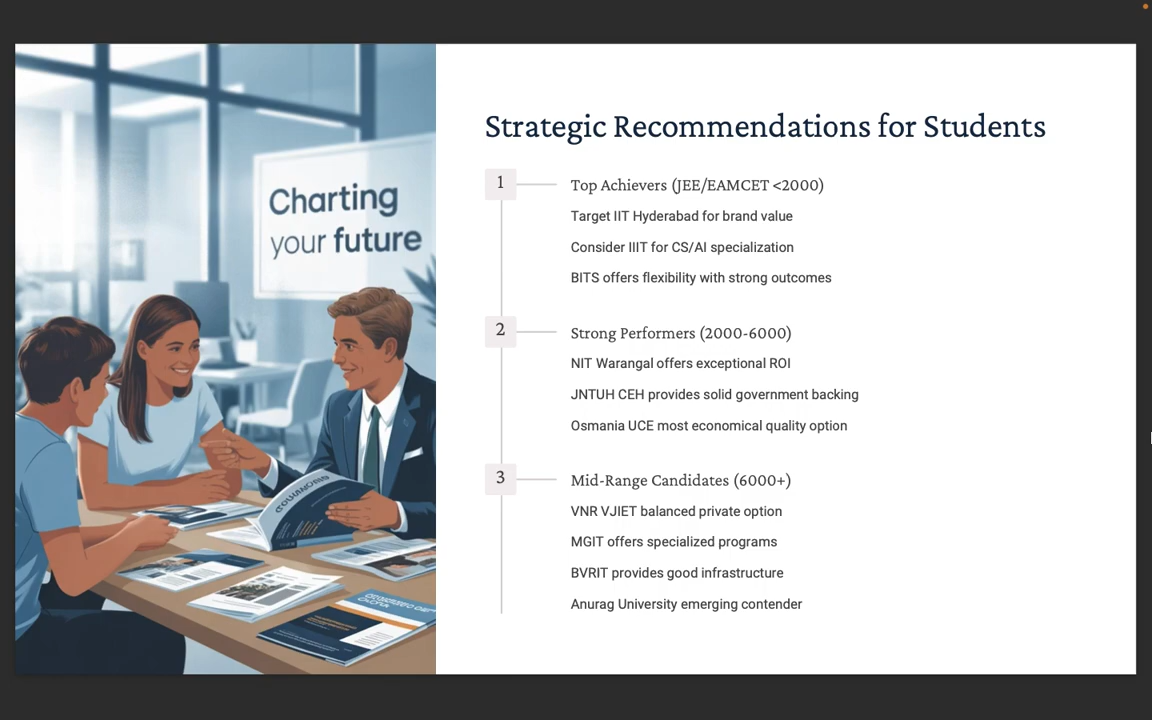 Charting
your future
Strategic Recommendations for Students
1
Top Achievers (JEE/EAMCET <2000)
Target IIT Hyderabad for brand value
Consider IIIT for CS/AI specialization
BITS offers flexibility with strong outcomes
2
Strong Performers (2000-6000)
NIT Warangal offers exceptional ROI
JNTUH CEH provides solid government backing
Osmania UCE most economical quality option
3
Mid-Range Candidates (6000+)
VNR VJIET balanced private option
MGIT offers specialized programs
BVRIT provides good infrastructure
Anurag University emerging contender